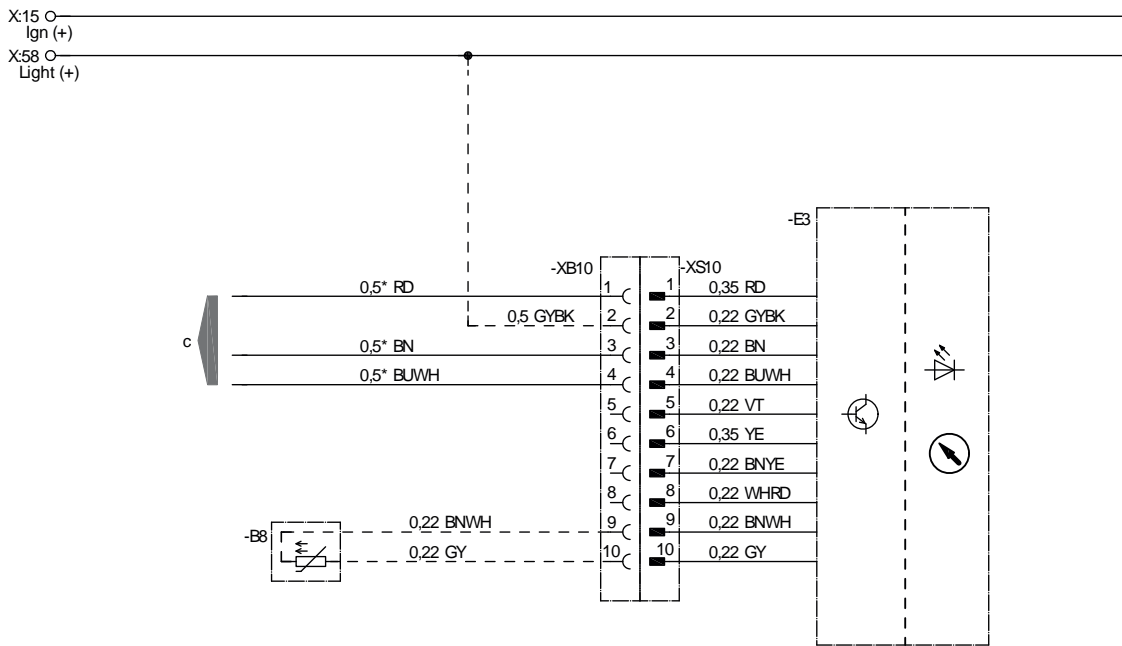 X:15
Ign (+)
X:58
Light (+)
-E3
-XB10
-XS10
0,5* RD 1 1 0,35 RD
0,5 GYBK 2 2 0,22 GYBK
c
0,5* BN 3 3 0,22 BN
0,5* BUWH 4 4 0,22 BUWH
5 5 0,22 VT
6 6 0,35 YE
7 7 0,22 BNYE
8 8 0,22 WHRD
-B8
0,22 BNWH 9 9 0,22 BNWH
0,22 GY 10 10 0,22 GY